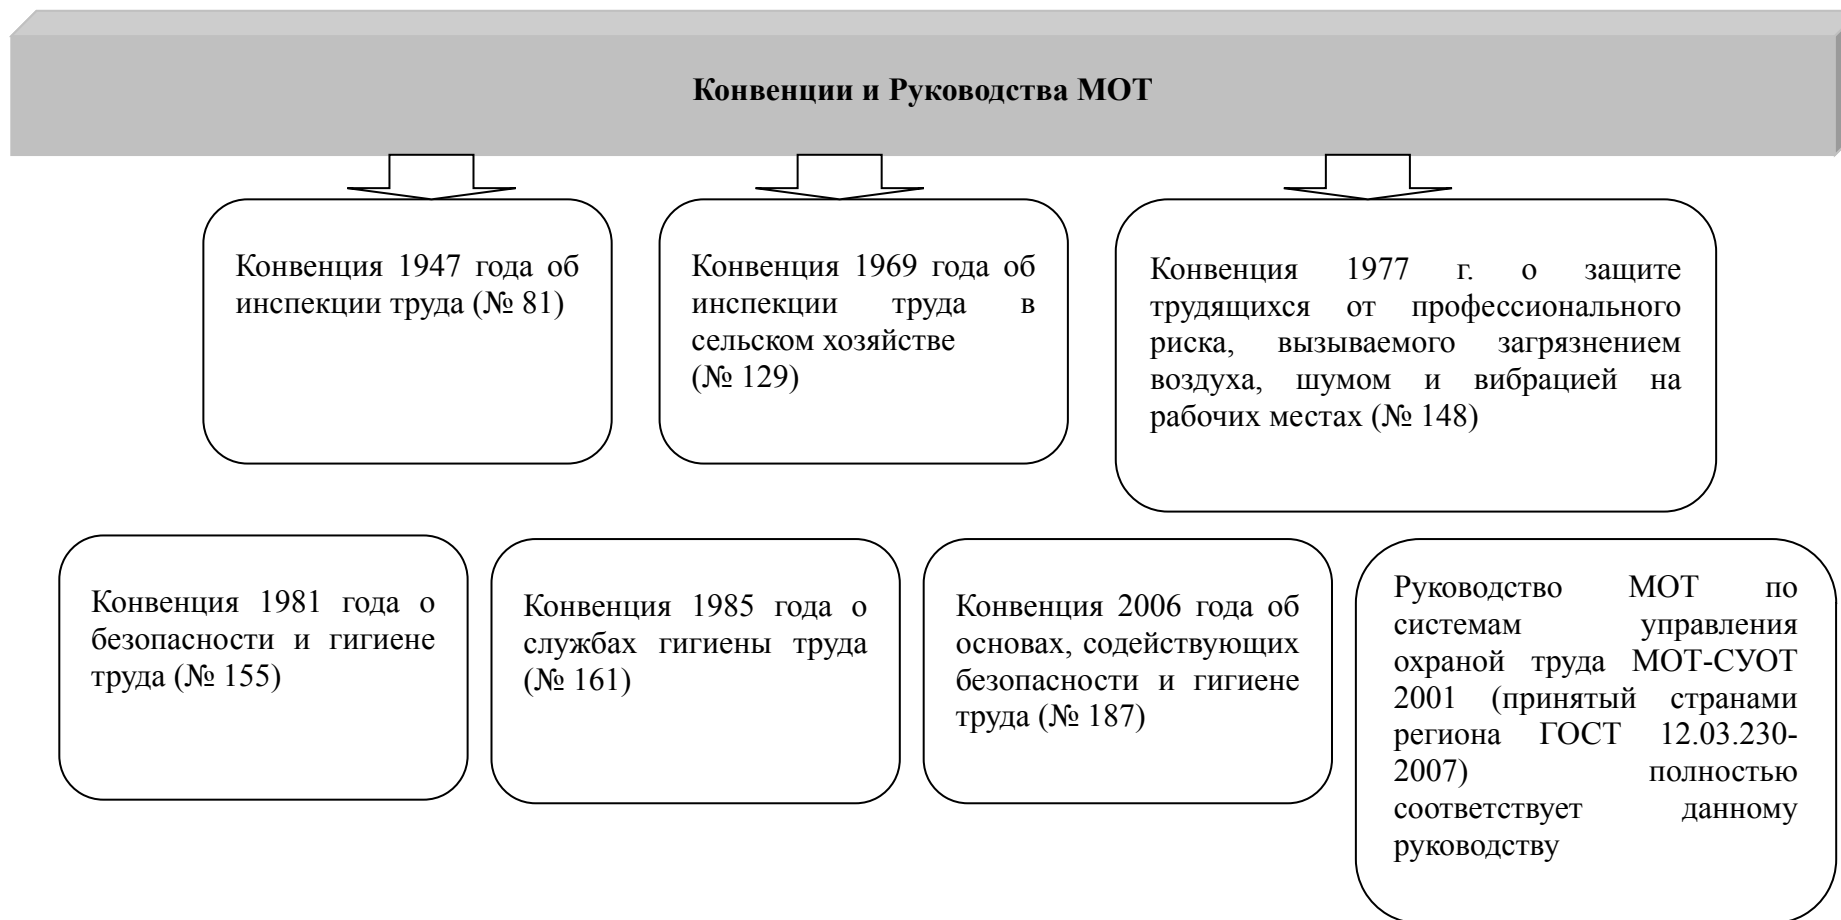 Конвенции и Руководства МОТ
Конвенция 1947 года об
инспекции труда (№ 81)
Конвенция 1969 года об
инспекции труда в
сельском хозяйстве
(№ 129)
Конвенция 1977 г. о защите
трудящихся от профессионального
риска, вызываемого загрязнением
воздуха, шумом и вибрацией на
рабочих местах (№ 148)
Конвенция 1981 года о
безопасности и гигиене
труда (№ 155)
Конвенция 1985 года о
службах гигиены труда
(№ 161)
Конвенция 2006 года об
основах, содействующих
безопасности и гигиене
труда (№ 187)
Руководство МОТ по
системам управления
охраной труда МОТ-СУОТ
2001 (принятый странами
региона ГОСТ 12.03.230-
2007) полностью
соответствует данному
руководству